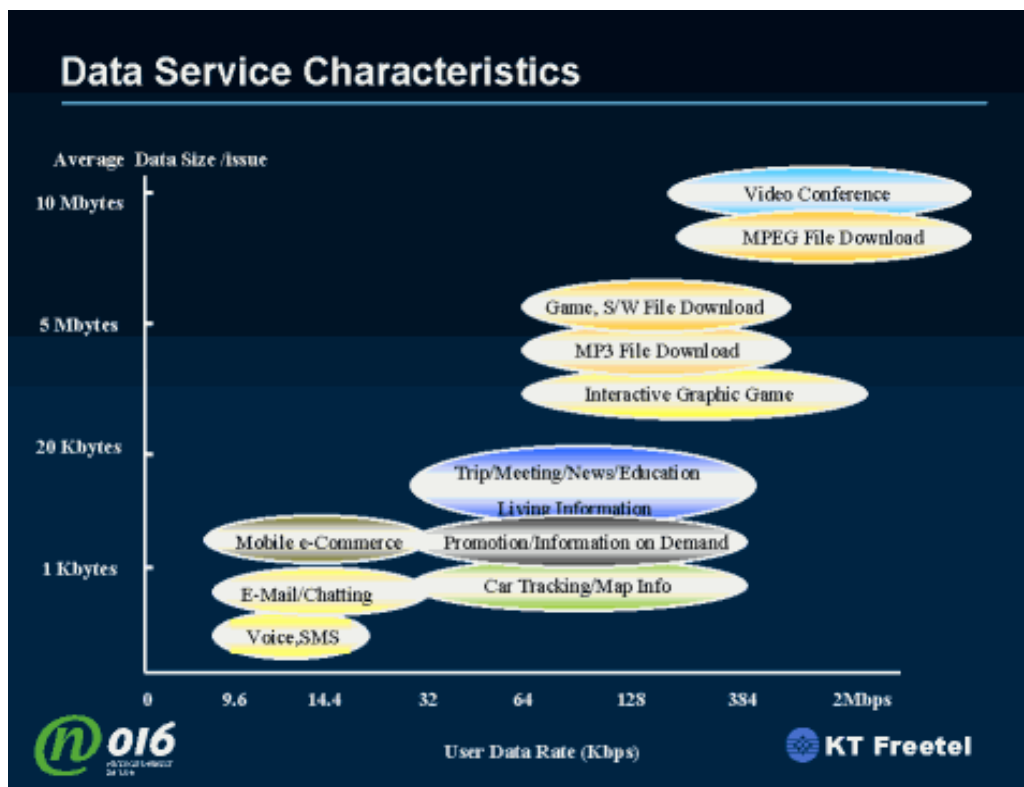 Data Service Characteristics
Average Data Size /issue
10 Mbytes
Video Conference
MPEG File Download
Game, S/W File Download
5 Mbytes
MP3 File Download
Interactive Graphic Game
20 Kbytes
Trip/Meeting/News/Education
Living Information
Mobile e-Commerce
Promotion/Information on Demand
1 Kbytes
Car Tracking/Map Info
E-Mail/Chatting
Voice,SMS
0 9.6 14.4 32 64 128 384 2Mbps
User Data Rate (Kbps)
n 016
KT Freetel